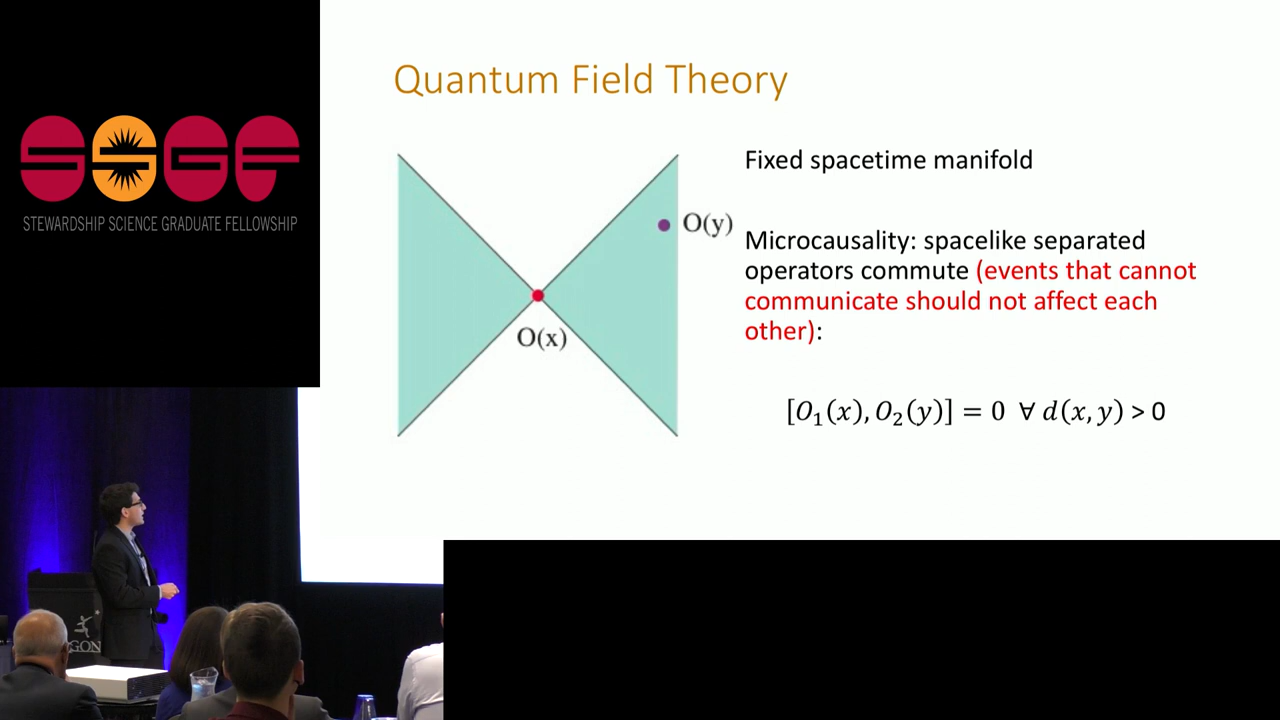 SSGF
STEWARDSHIP SCIENCE GRADUATE FELLOWSHIP
Quantum Field Theory
Fixed spacetime manifold
O(y)
Microcausality: spacelike separated
operators commute (events that cannot
communicate should not affect each
other):
O(x)
[O₁(x), O₂(y)] = 0 ∀ d(x, y) > 0
GON